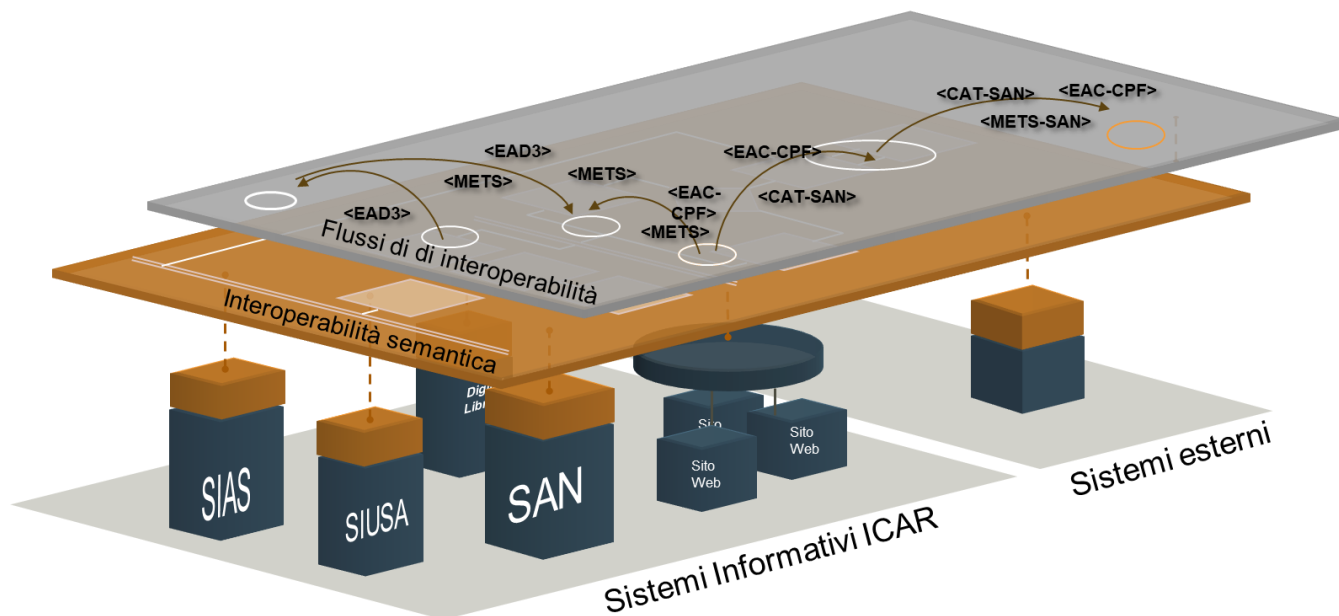 <CAT-SAN>
<EAC-CPF>
<METS-SAN>
<EAD3>
<EAC-CPF>
<METS>
<METS>
<EAC-
CPF>
<CAT-SAN>
<EAD3>
<METS>
Flussi di di interoperabilità
Interoperabilità
semantica
SIAS
SIUSA
SAN
Sito
Web
Sito
Web
Sito
Sistemi esterni
Sistemi Informativi ICAR